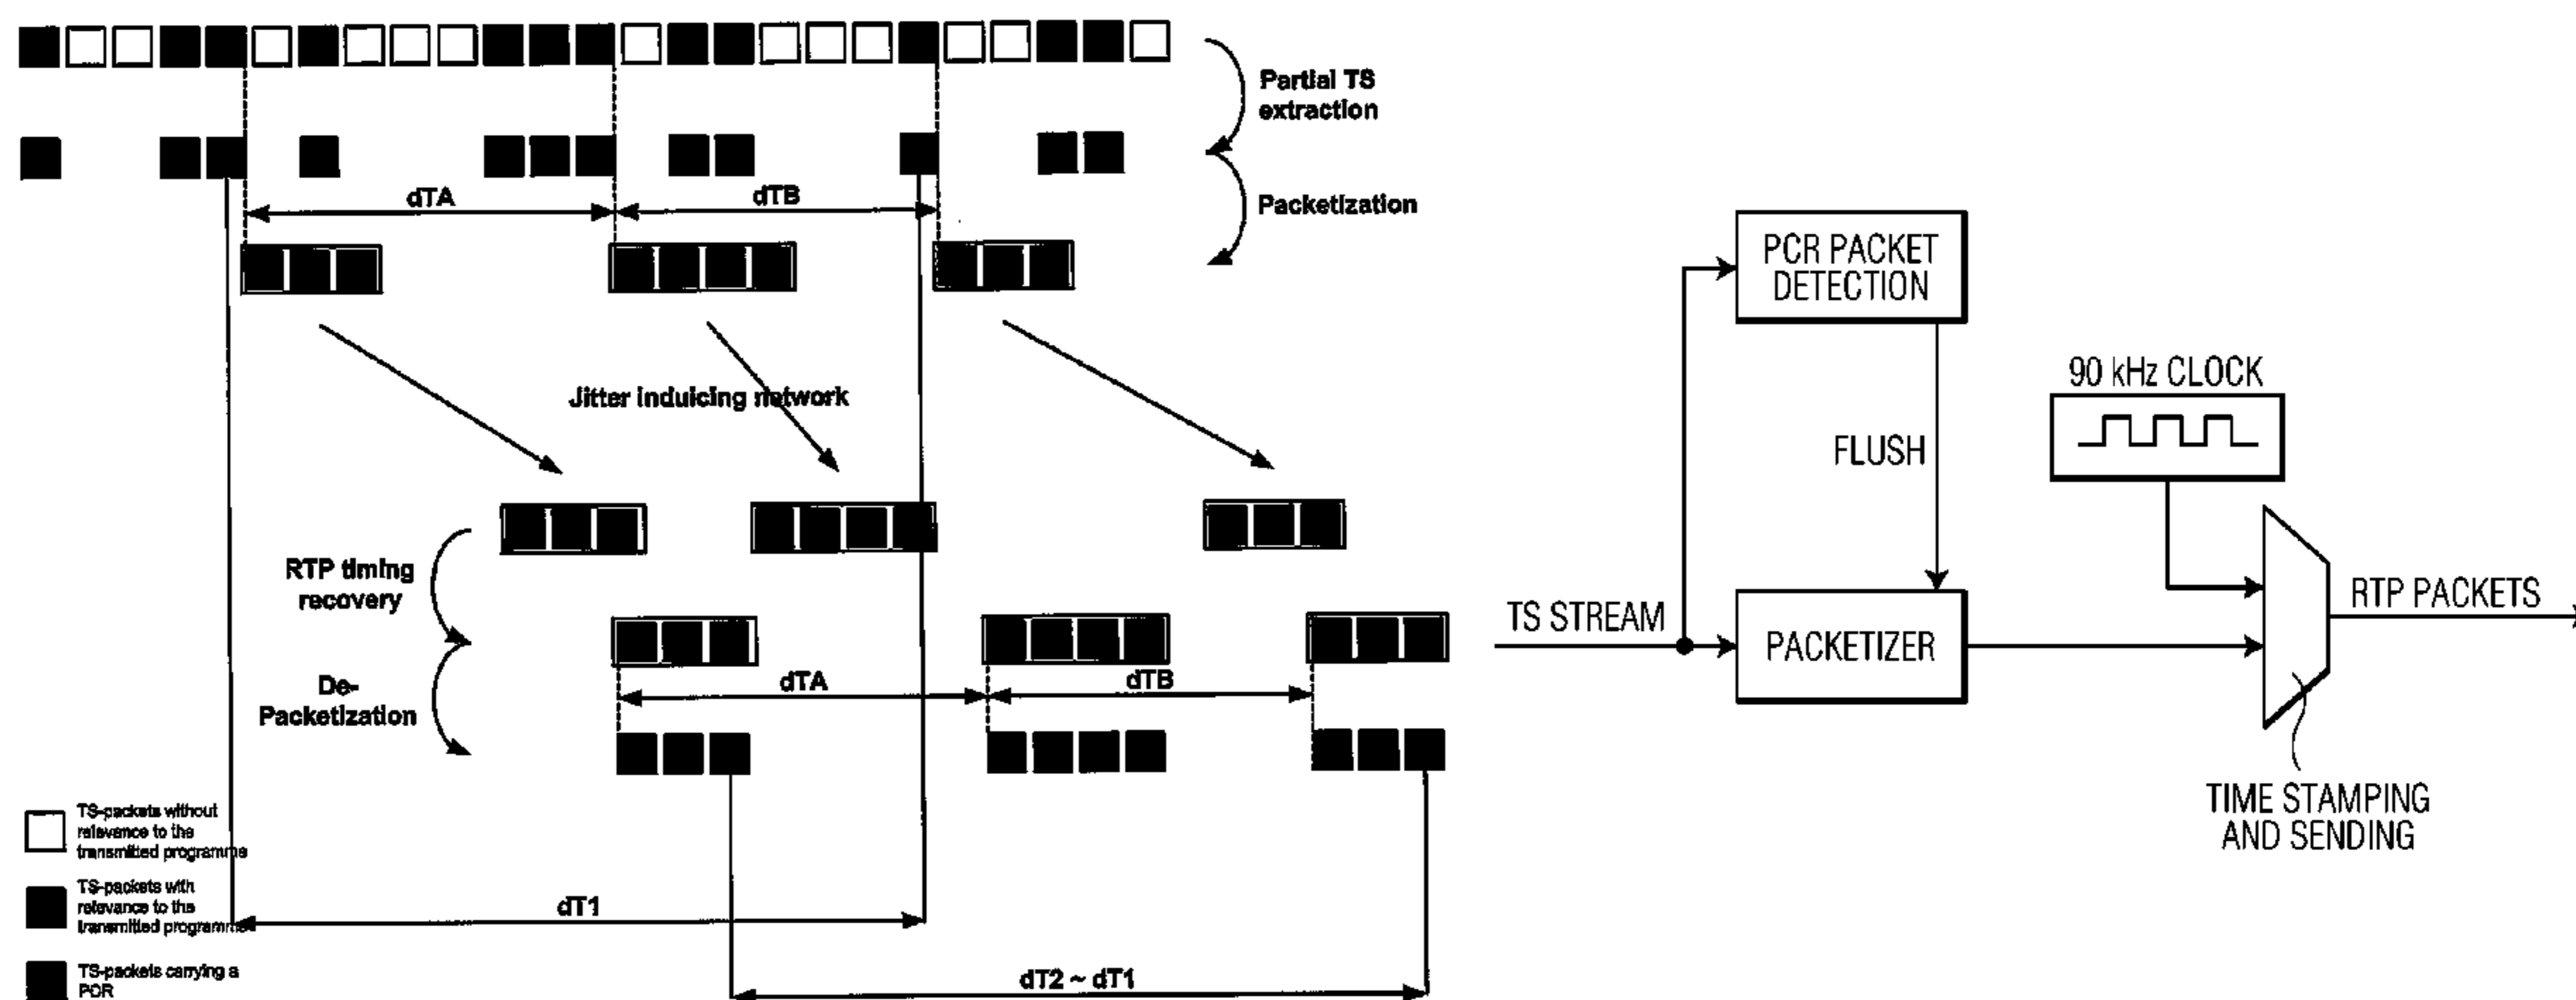 Partial TS
extraction
dTA
dTB
Packetization
Jitter induicing network
RTP timing
recovery
De-
Packetization
dTA
dTB
TS-packets without
relevance to the
transmitted programme
TS-packets with
relevance to the
transmitted programme
dT1
TS-packets carrying a
PCR
dT2 ~ dT1
PCR PACKET
DETECTION
90 kHz CLOCK
FLUSH
TS STREAM
PACKETIZER
RTP PACKETS
TIME STAMPING
AND SENDING